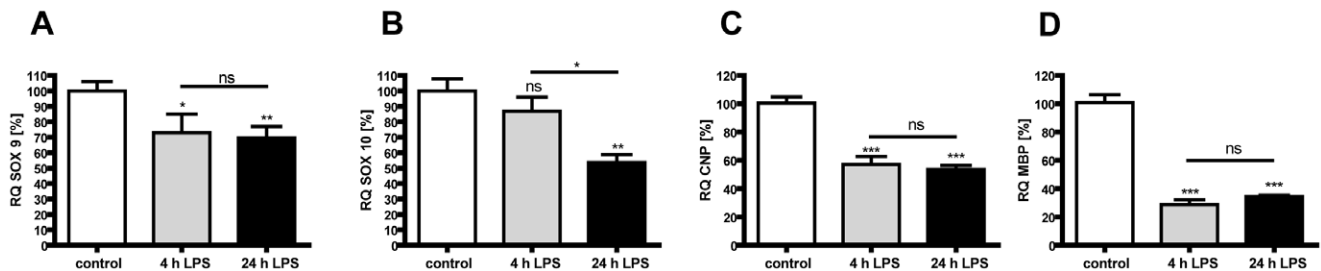 A
RQ SOX 9 [%]
110
100
90
80
70
60
50
40
30
20
10
0
*
ns
**
control
4 h LPS
24 h LPS
B
RQ SOX 10 [%]
110
100
90
80
70
60
50
40
30
20
10
0
ns
*
**
control
4 h LPS
24 h LPS
C
RQ CNP [%]
120
100
80
60
40
20
0
ns
***
***
control
4 h LPS
24 h LPS
D
RQ MBP [%]
120
100
80
60
40
20
0
ns
***
***
control
4 h LPS
24 h LPS